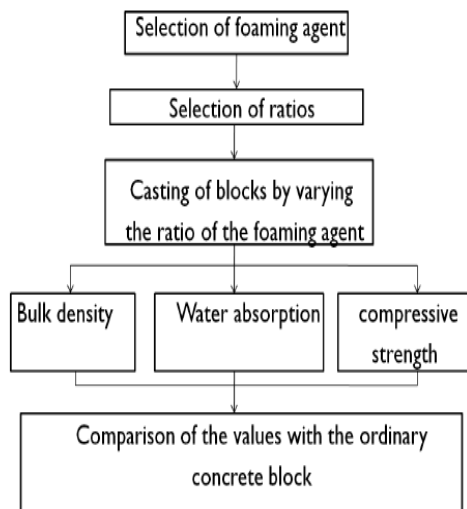 Selection of foaming agent
Selection of ratios
Casting of blocks by varying
the ratio of the foaming agent
Bulk density
Water absorption
compressive
strength
Comparison of the values with the ordinary
concrete block